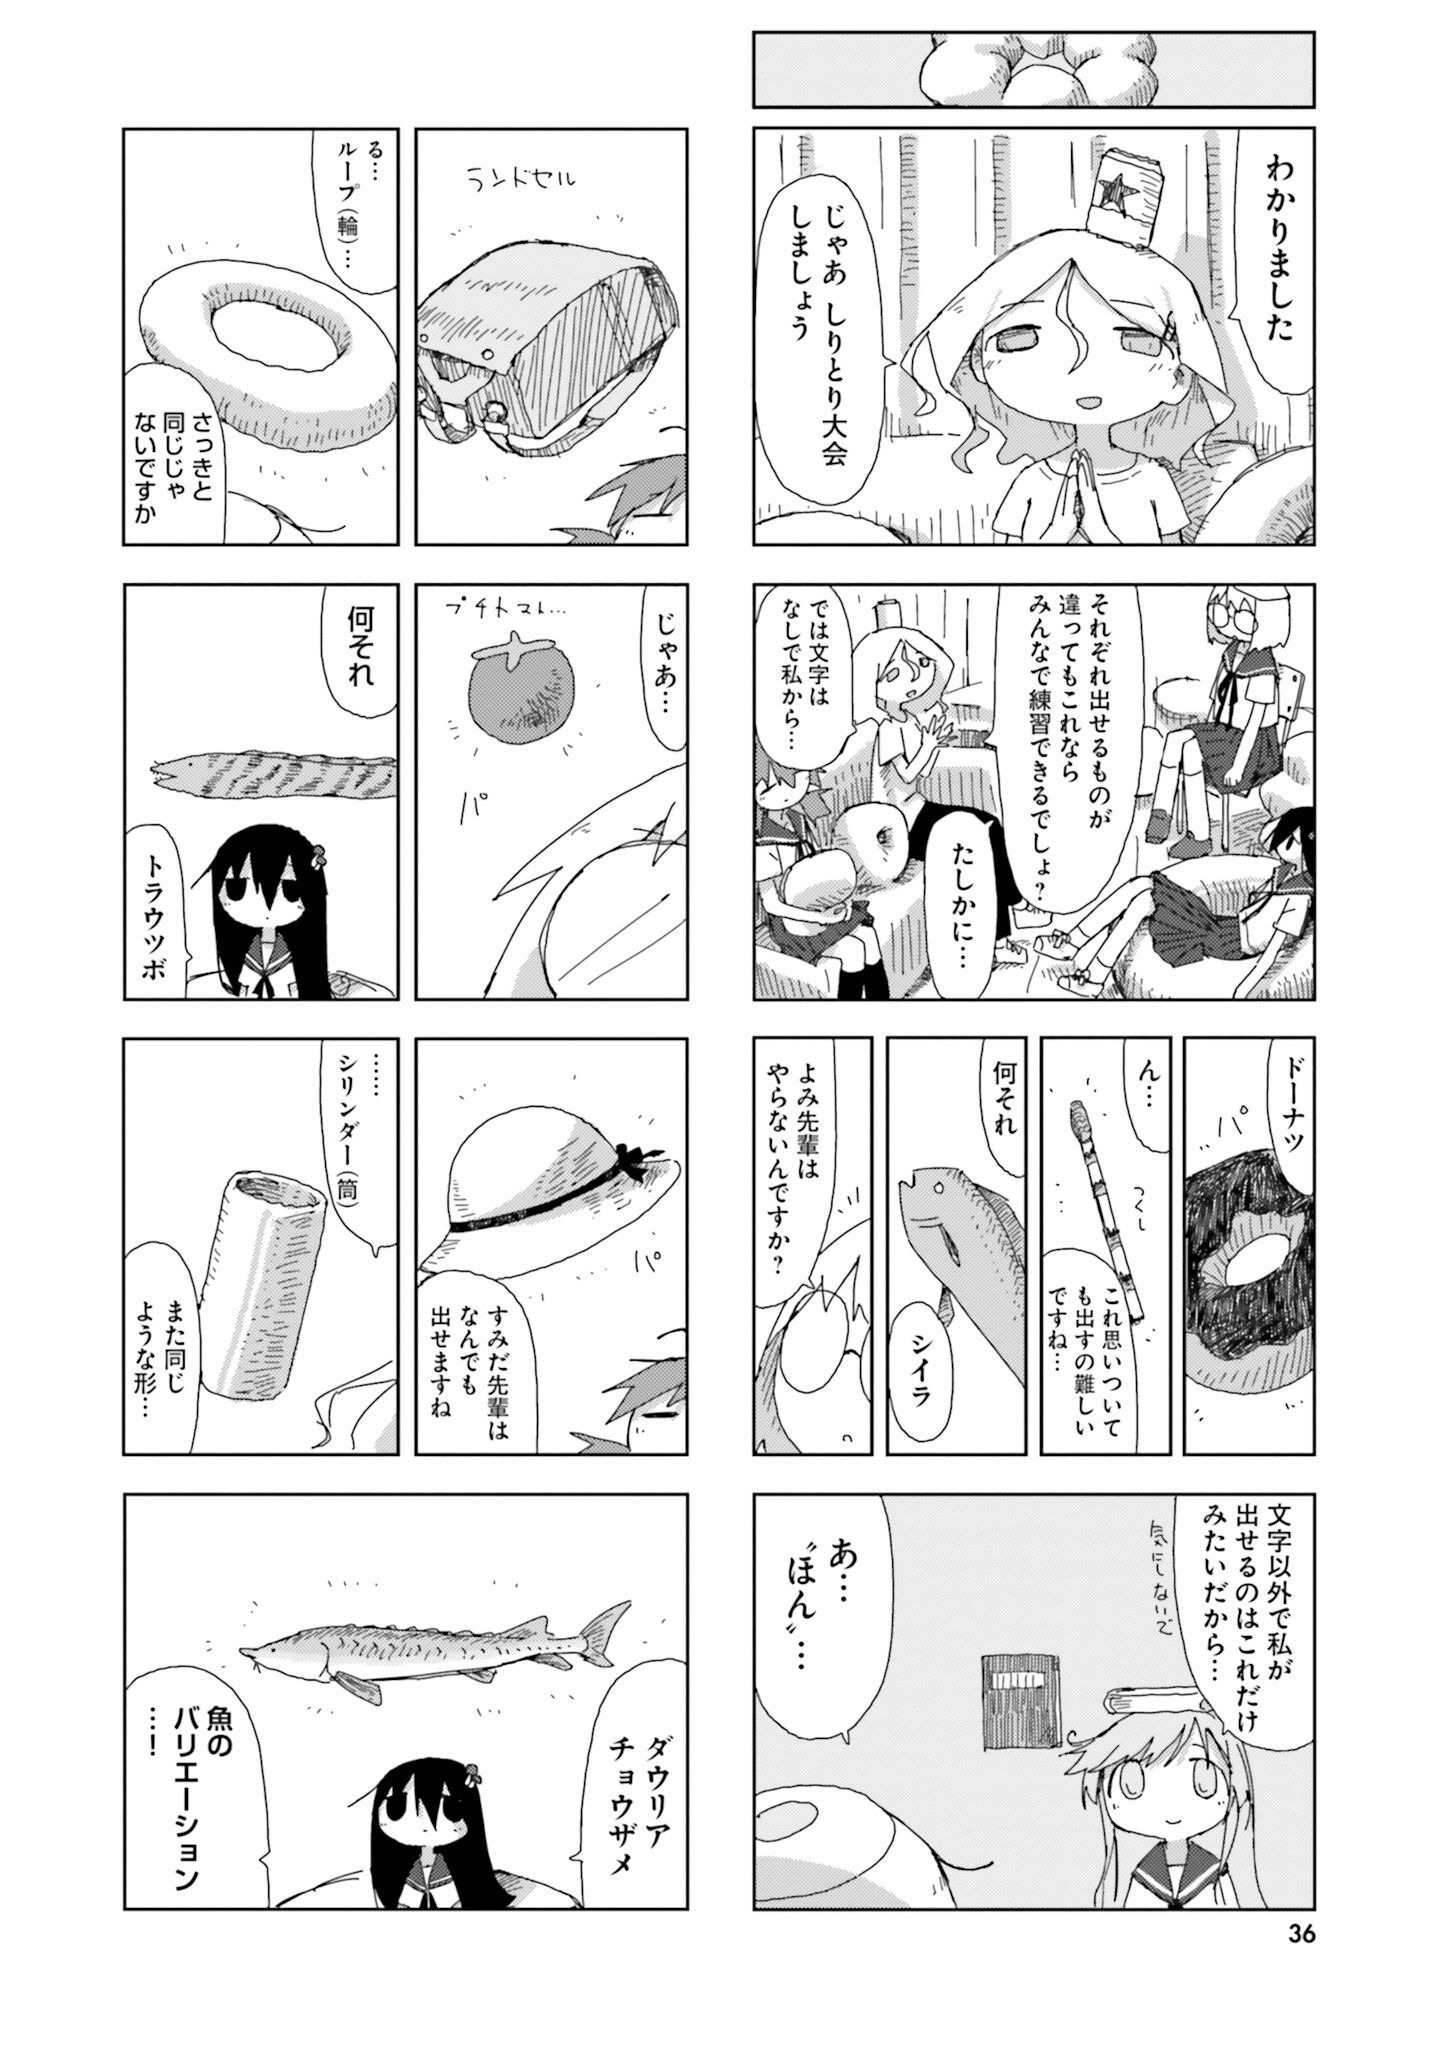 わかりました
じゃあ しりとり大会
しましょう
それぞれ出せるものが
違ってもこれなら
みんなで練習できるでしょ?
たしかに…
では文字は
なしで私から…
ドーナツ
パ
ん…
つくし
これ思いついて
も出すの難しい
ですね…
何それ
シイラ
よみ先輩は
やらないんですか?
文字以外で私が
出せるのはこれだけ
みたいだから…
気にしないで
あ…
〝ほん〟…
ランドセル
る…
ループ(輪)…
さっきと
同じじゃ
ないですか
じゃあ…
プチトマト…
パ
何それ
トラウツボ
パ
すみだ先輩は
なんでも
出せますね
……
シリンダー(筒)
また同じ
ような形…
ダウリア
チョウザメ
魚の
バリエーション
……!
36